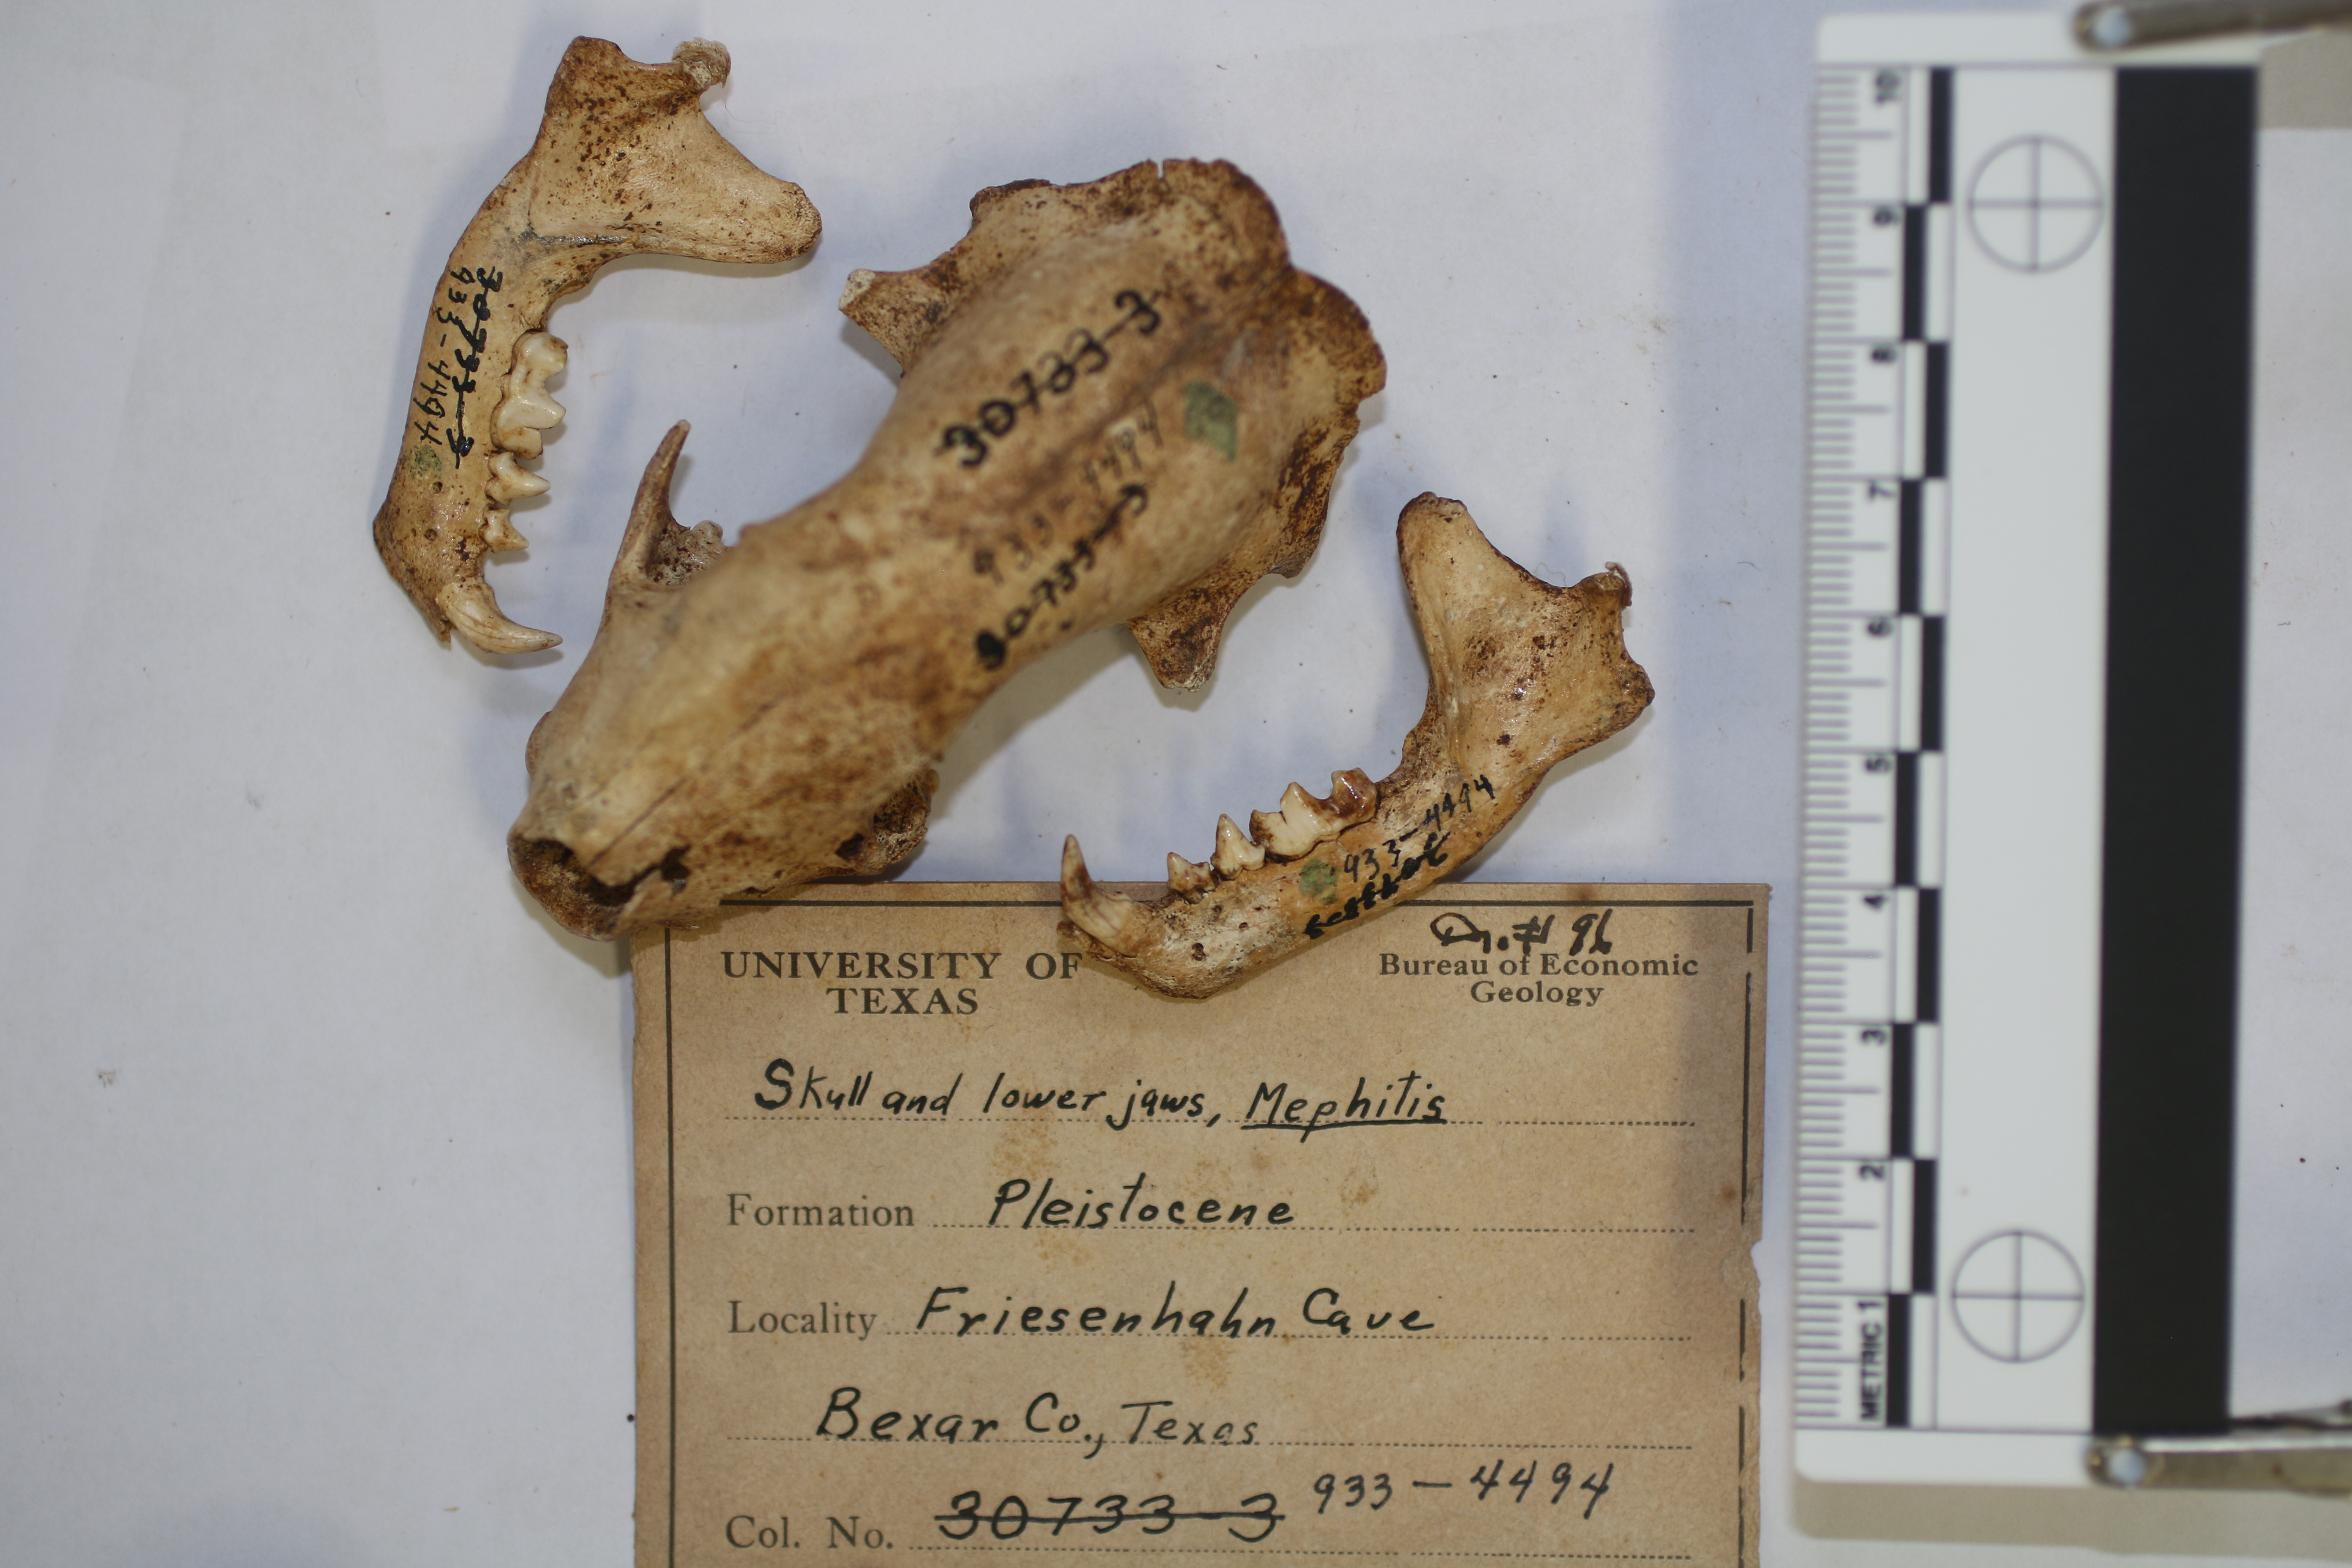 UNIVERSITY OF
TEXAS
Bureau of Economic
Geology
Skull and lower jaws, Mephitis
Formation Pleistocene
Locality Friesenhahn Cave
Bexar Co., Texas
Col. No. 30733-3 933-4494
933-4494
30733-3
30733-3
933-4494
30733-3
933-4494
METRIC 1 2 3 4 5 6 7 8 9 10